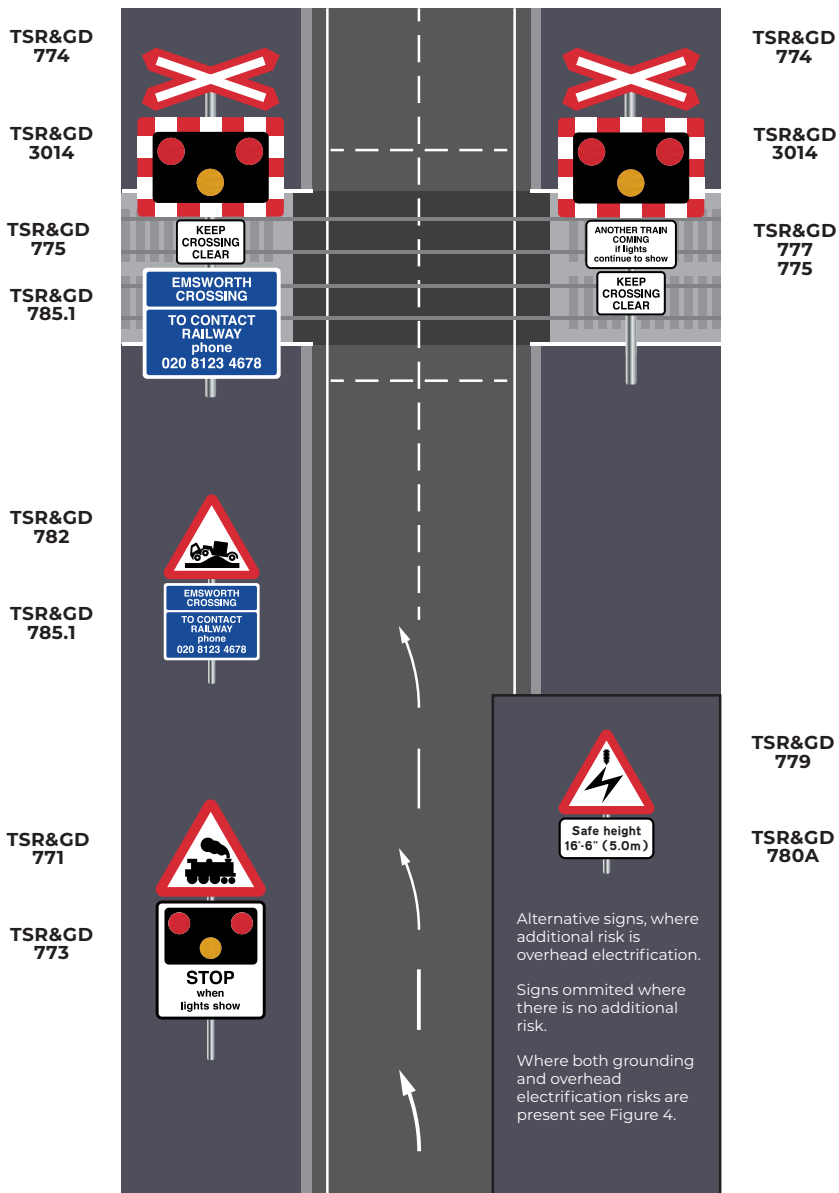 TSR&GD
774
TSR&GD
3014
TSR&GD
775
TSR&GD
785.1
KEEP
CROSSING
CLEAR
EMSWORTH
CROSSING
TO CONTACT
RAILWAY
phone
020 8123 4678
ANOTHER TRAIN
COMING
if lights
continue to show
KEEP
CROSSING
CLEAR
TSR&GD
774
TSR&GD
3014
TSR&GD
777
775
TSR&GD
782
TSR&GD
785.1
EMSWORTH
CROSSING
TO CONTACT
RAILWAY
phone
020 8123 4678
TSR&GD
771
TSR&GD
773
STOP
when
lights show
Safe height
16'-6" (5.0m)
TSR&GD
779
TSR&GD
780A
Alternative signs, where
additional risk is
overhead electrification.
Signs ommited where
there is no additional
risk.
Where both grounding
and overhead
electrification risks are
present see Figure 4.